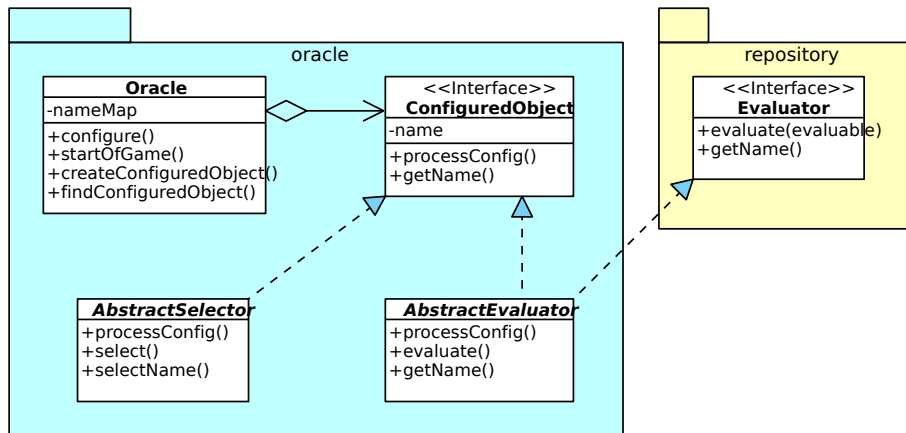 oracle
repository
Oracle
-nameMap
+configure()
+startOfGame()
+createConfiguredObject()
+findConfiguredObject()
<<Interface>>
ConfiguredObject
-name
+processConfig()
+getName()
<<Interface>>
Evaluator
+evaluate(evaluable)
+getName()
AbstractSelector
+processConfig()
+select()
+selectName()
AbstractEvaluator
+processConfig()
+evaluate()
+getName()